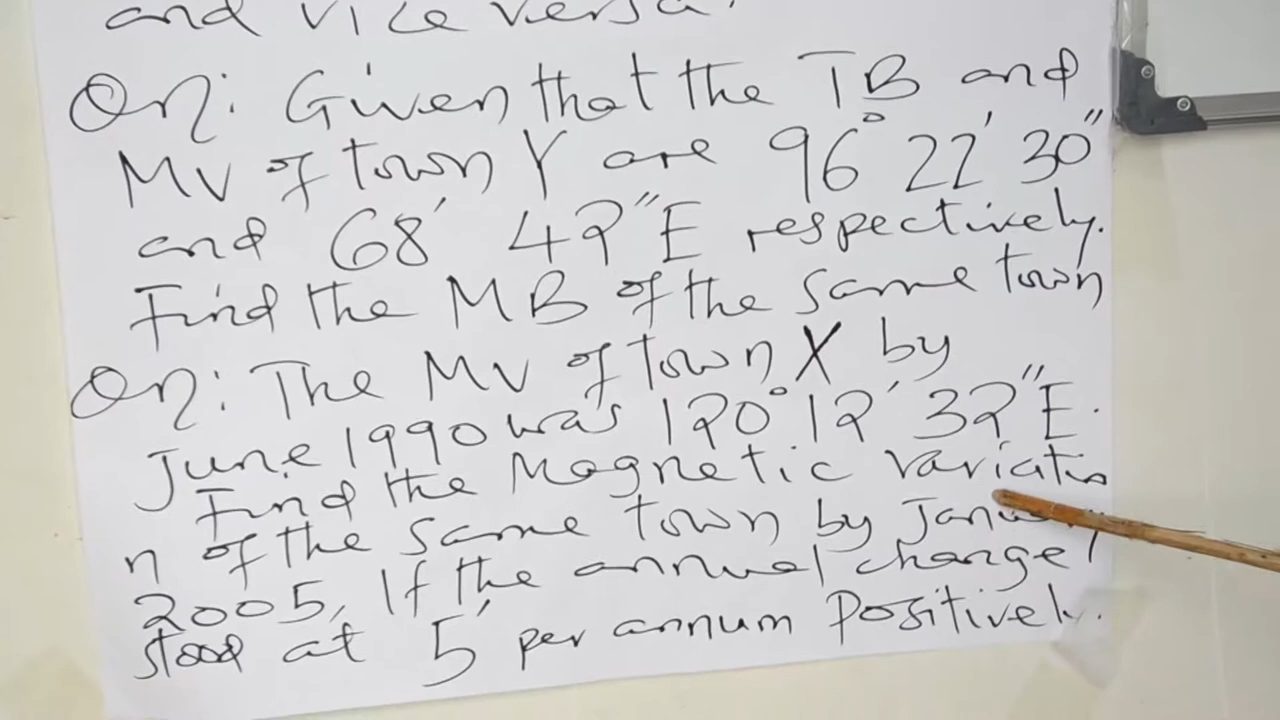 and vice versa.
Qn: Given that the TB and
MV of town Y are 96° 22' 30"
and 68' 42" E respectively.
Find the MB of the same town
Qn: The MV of town X by
June 1990 was 120° 12' 32" E.
Find the Magnetic variatio
n of the same town by
2005, If the annual change
stood at 5' per annum Positively.